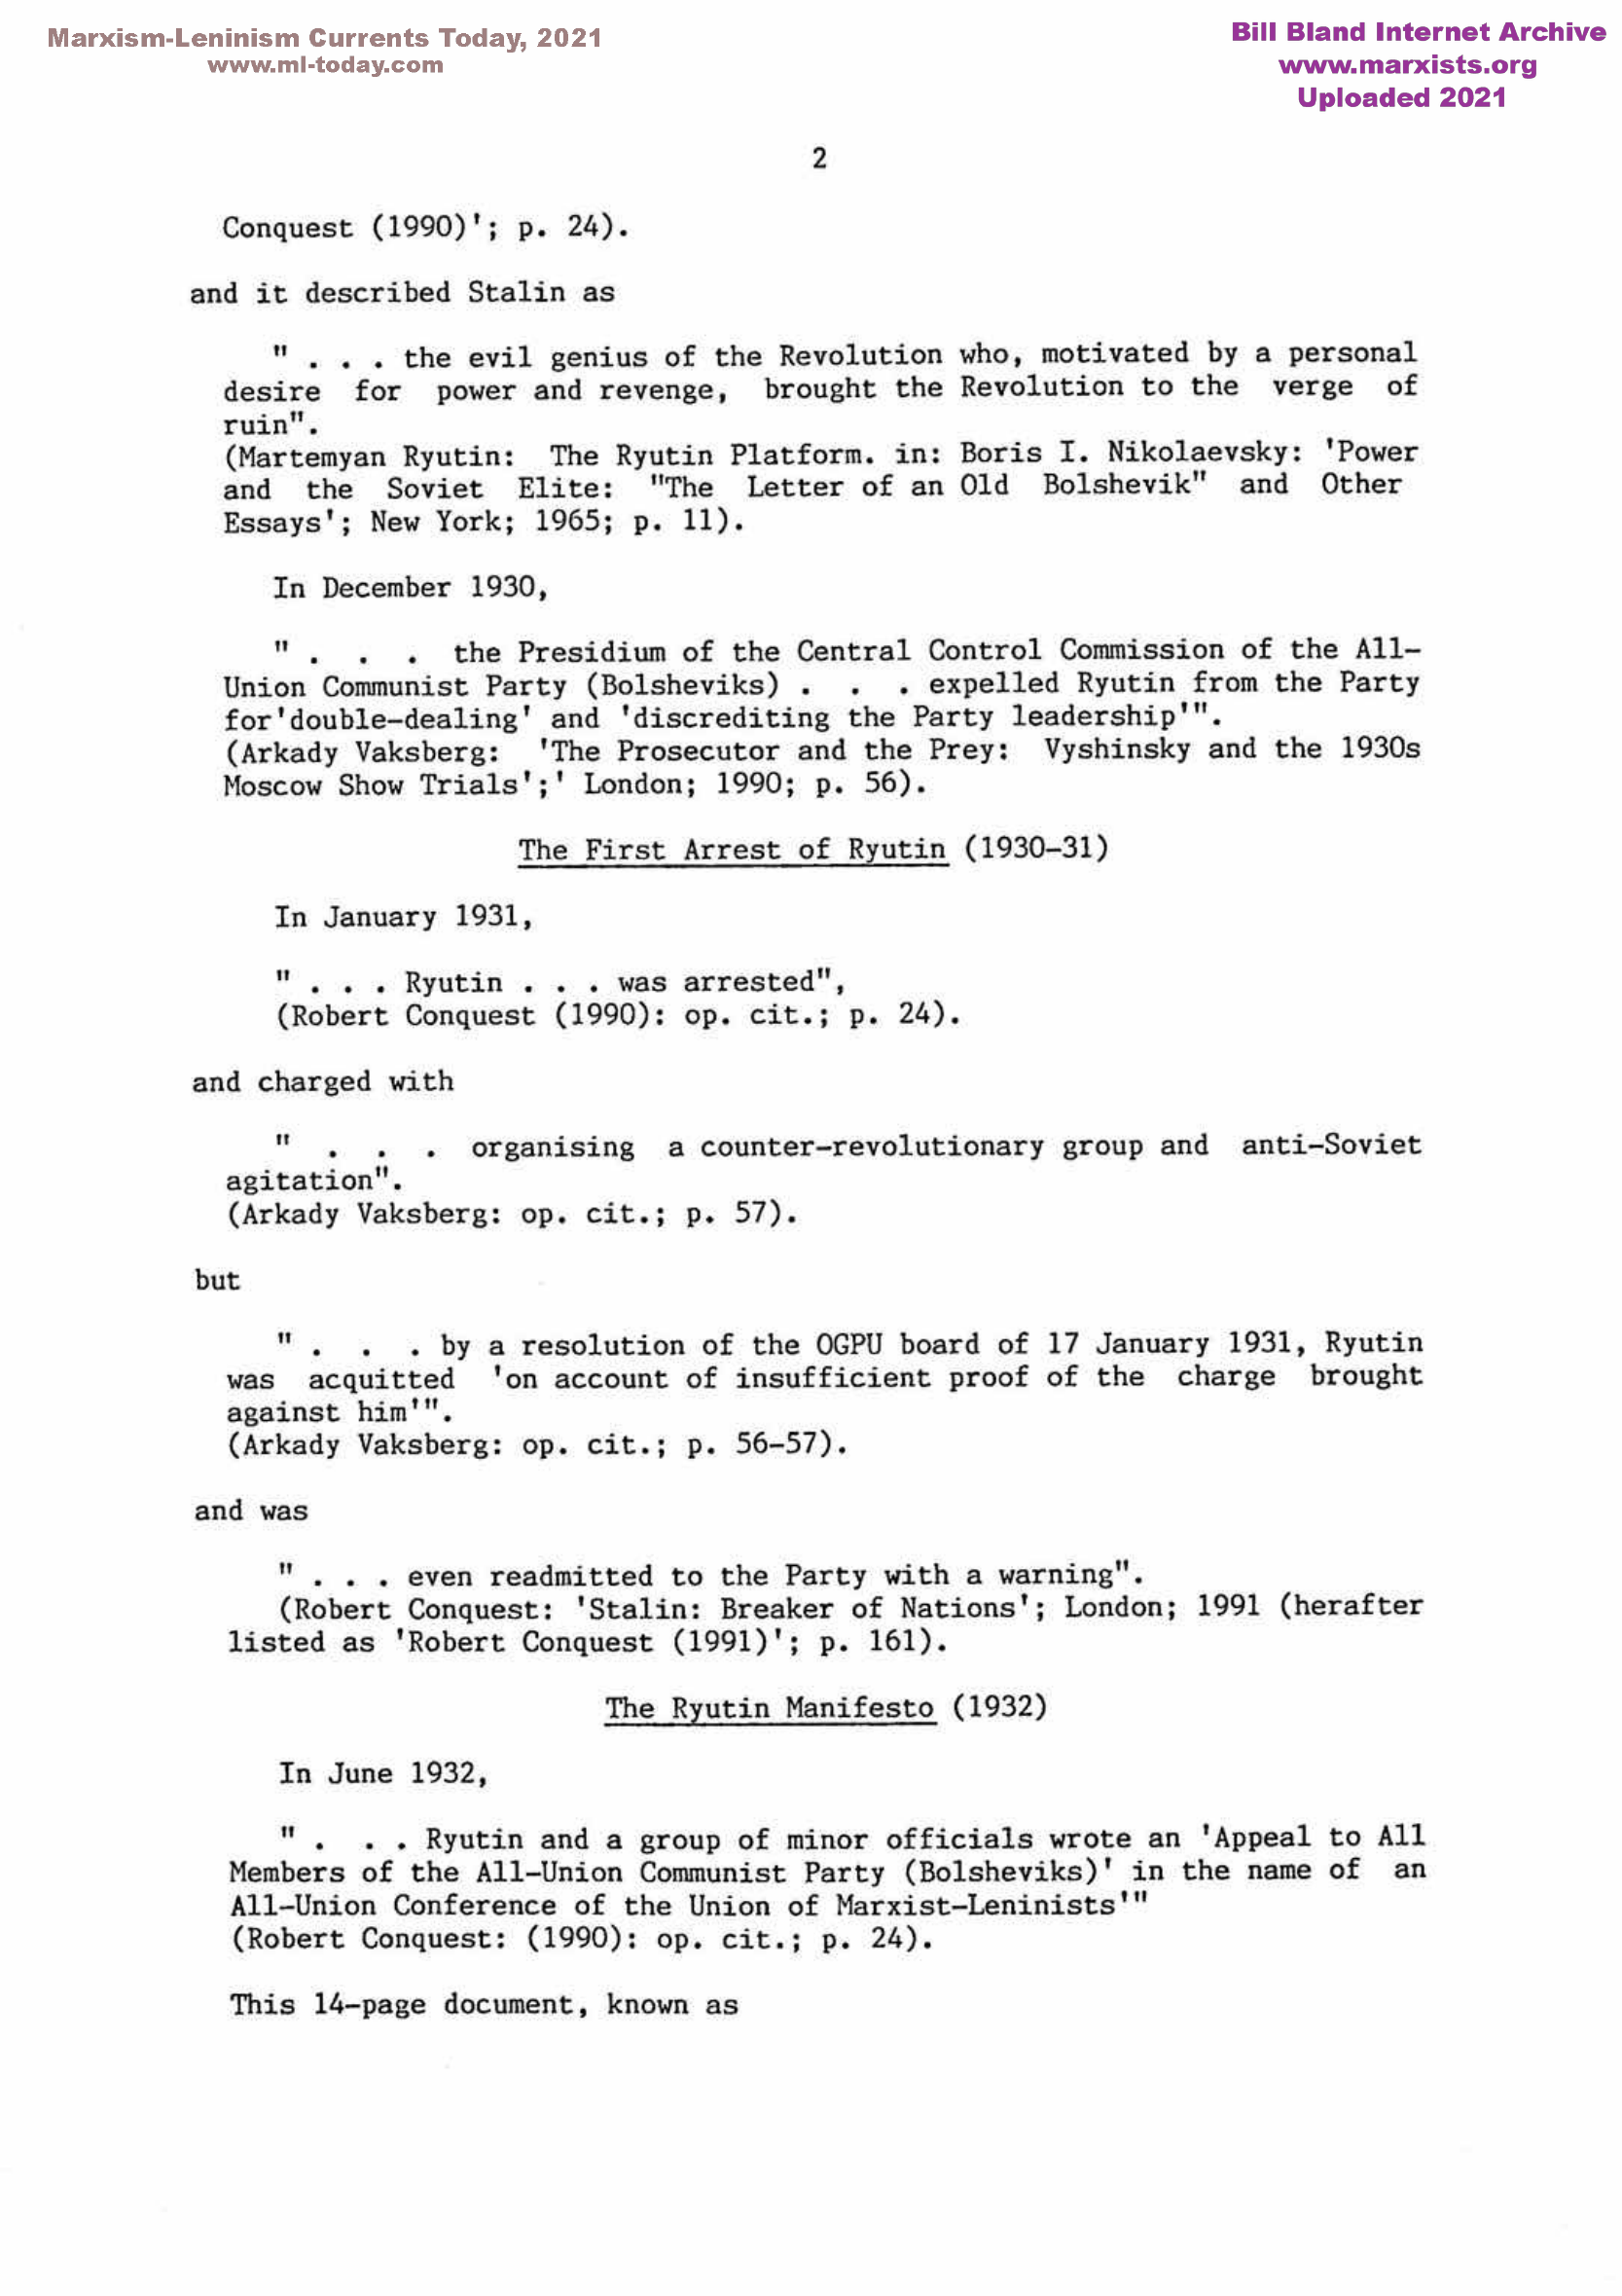 Marxism-Leninism Currents Today, 2021
www.ml-today.com
Bill Bland Internet Archive
www.marxists.org
Uploaded 2021
2
Conquest (1990)'; p. 24).
and it described Stalin as
" . . . the evil genius of the Revolution who, motivated by a personal
desire for power and revenge, brought the Revolution to the verge of
ruin".
(Martemyan Ryutin: The Ryutin Platform. in: Boris I. Nikolaevsky: 'Power
and the Soviet Elite: "The Letter of an Old Bolshevik" and Other
Essays'; New York; 1965; p. 11).
In December 1930,
" . . . the Presidium of the Central Control Commission of the All-
Union Communist Party (Bolsheviks) . . . expelled Ryutin from the Party
for'double-dealing' and 'discrediting the Party leadership'".
(Arkady Vaksberg: 'The Prosecutor and the Prey: Vyshinsky and the 1930s
Moscow Show Trials';' London; 1990; p. 56).
The First Arrest of Ryutin (1930-31)
In January 1931,
" . . . Ryutin . . . was arrested",
(Robert Conquest (1990): op. cit.; p. 24).
and charged with
" . . . organising a counter-revolutionary group and anti-Soviet
agitation".
(Arkady Vaksberg: op. cit.; p. 57).
but
" . . . by a resolution of the OGPU board of 17 January 1931, Ryutin
was acquitted 'on account of insufficient proof of the charge brought
against him'".
(Arkady Vaksberg: op. cit.; p. 56-57).
and was
" . . . even readmitted to the Party with a warning".
(Robert Conquest: 'Stalin: Breaker of Nations'; London; 1991 (herafter
listed as 'Robert Conquest (1991)'; p. 161).
The Ryutin Manifesto (1932)
In June 1932,
" . . . Ryutin and a group of minor officials wrote an 'Appeal to All
Members of the All-Union Communist Party (Bolsheviks)' in the name of an
All-Union Conference of the Union of Marxist-Leninists'"
(Robert Conquest: (1990): op. cit.; p. 24).
This 14-page document, known as